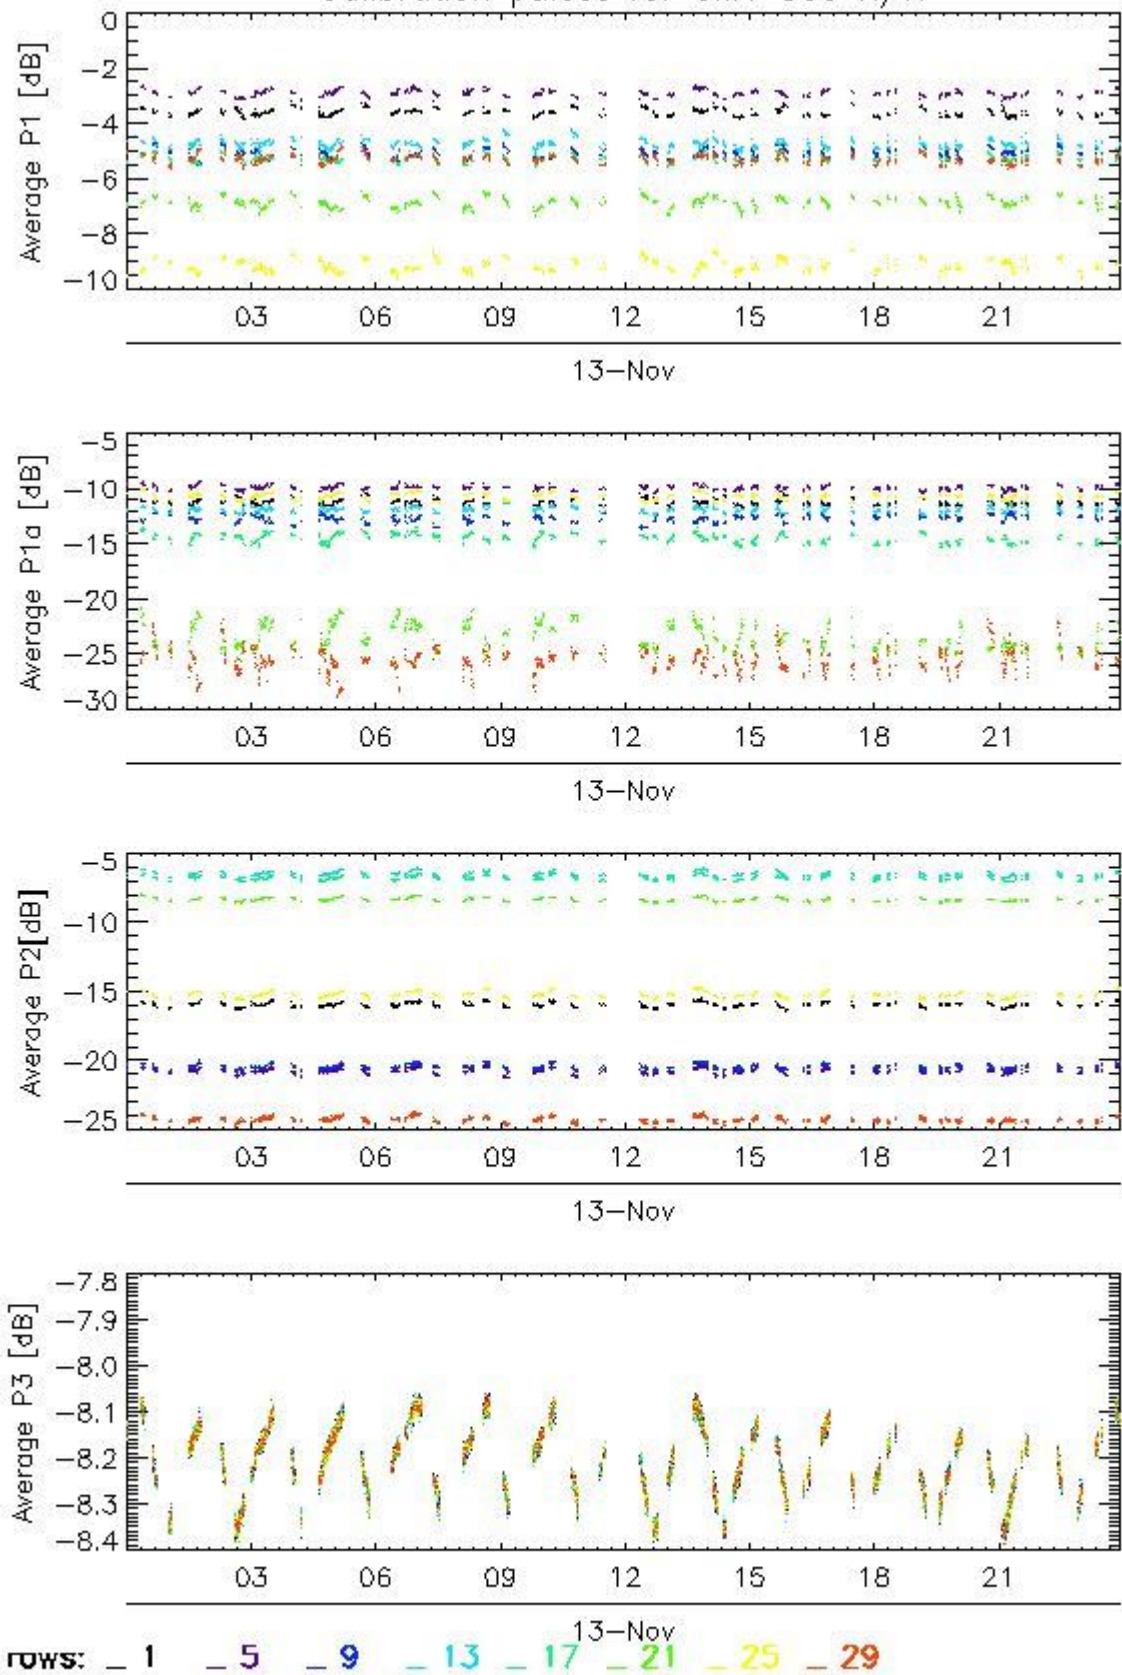 0
-2
-4
-6
-8
-10
Average P1 [dB]
03 06 09 12 15 18 21
13-Nov
-5
-10
-15
-20
-25
-30
Average P1a [dB]
03 06 09 12 15 18 21
13-Nov
-5
-10
-15
-20
-25
Average P2[dB]
03 06 09 12 15 18 21
13-Nov
-7.8
-7.9
-8.0
-8.1
-8.2
-8.3
-8.4
Average P3 [dB]
03 06 09 12 15 18 21
13-Nov
rows: _ 1 _ 5 _ 9 _ 13 _ 17 _ 21 _ 25 _ 29